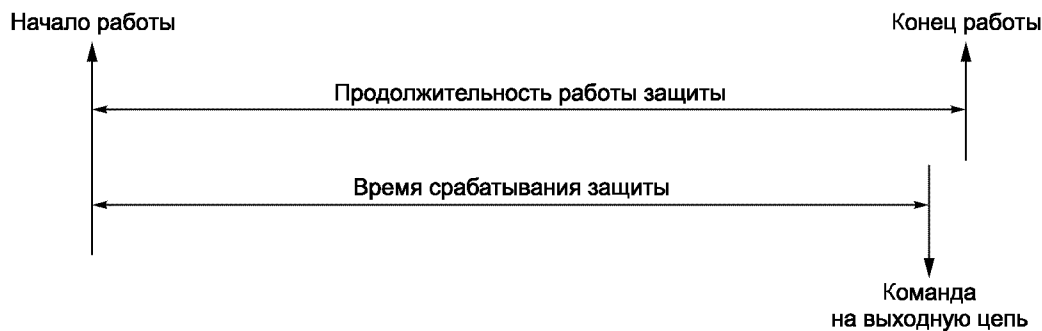 Начало работы
Конец работы
Продолжительность работы защиты
Время срабатывания защиты
Команда
на выходную цепь